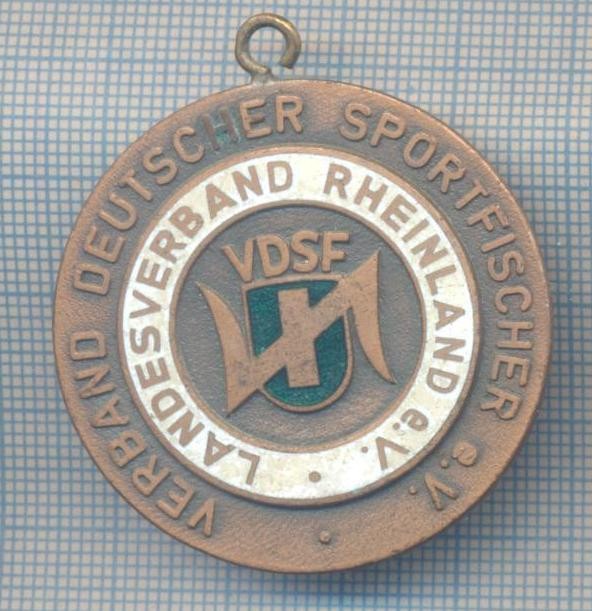 VERBAND DEUTSCHER SPORTFISCHER e.V.
LANDESVERBAND RHEINLAND e.V.
VDSF